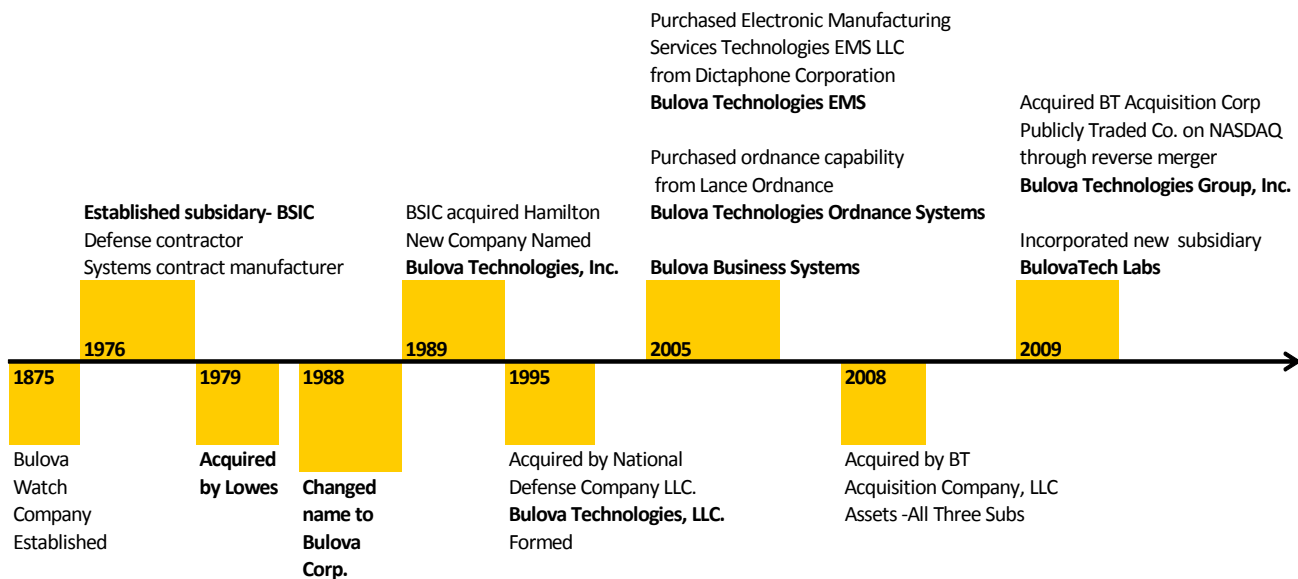 Purchased Electronic Manufacturing
Services Technologies EMS LLC
from Dictaphone Corporation
Bulova Technologies EMS
Purchased ordnance capability
from Lance Ordnance
Bulova Technologies Ordnance Systems
Bulova Business Systems
Acquired BT Acquisition Corp
Publicly Traded Co. on NASDAQ
through reverse merger
Bulova Technologies Group, Inc.
Incorporated new subsidiary
BulovaTech Labs
Established subsidary- BSIC
Defense contractor
Systems contract manufacturer
BSIC acquired Hamilton
New Company Named
Bulova Technologies, Inc.
1976
1989
2005
2009
1875
1979
1988
1995
2008
Bulova
Watch
Company
Established
Acquired
by Lowes
Changed
name to
Bulova
Corp.
Acquired by National
Defense Company LLC.
Bulova Technologies, LLC.
Formed
Acquired by BT
Acquisition Company, LLC
Assets -All Three Subs